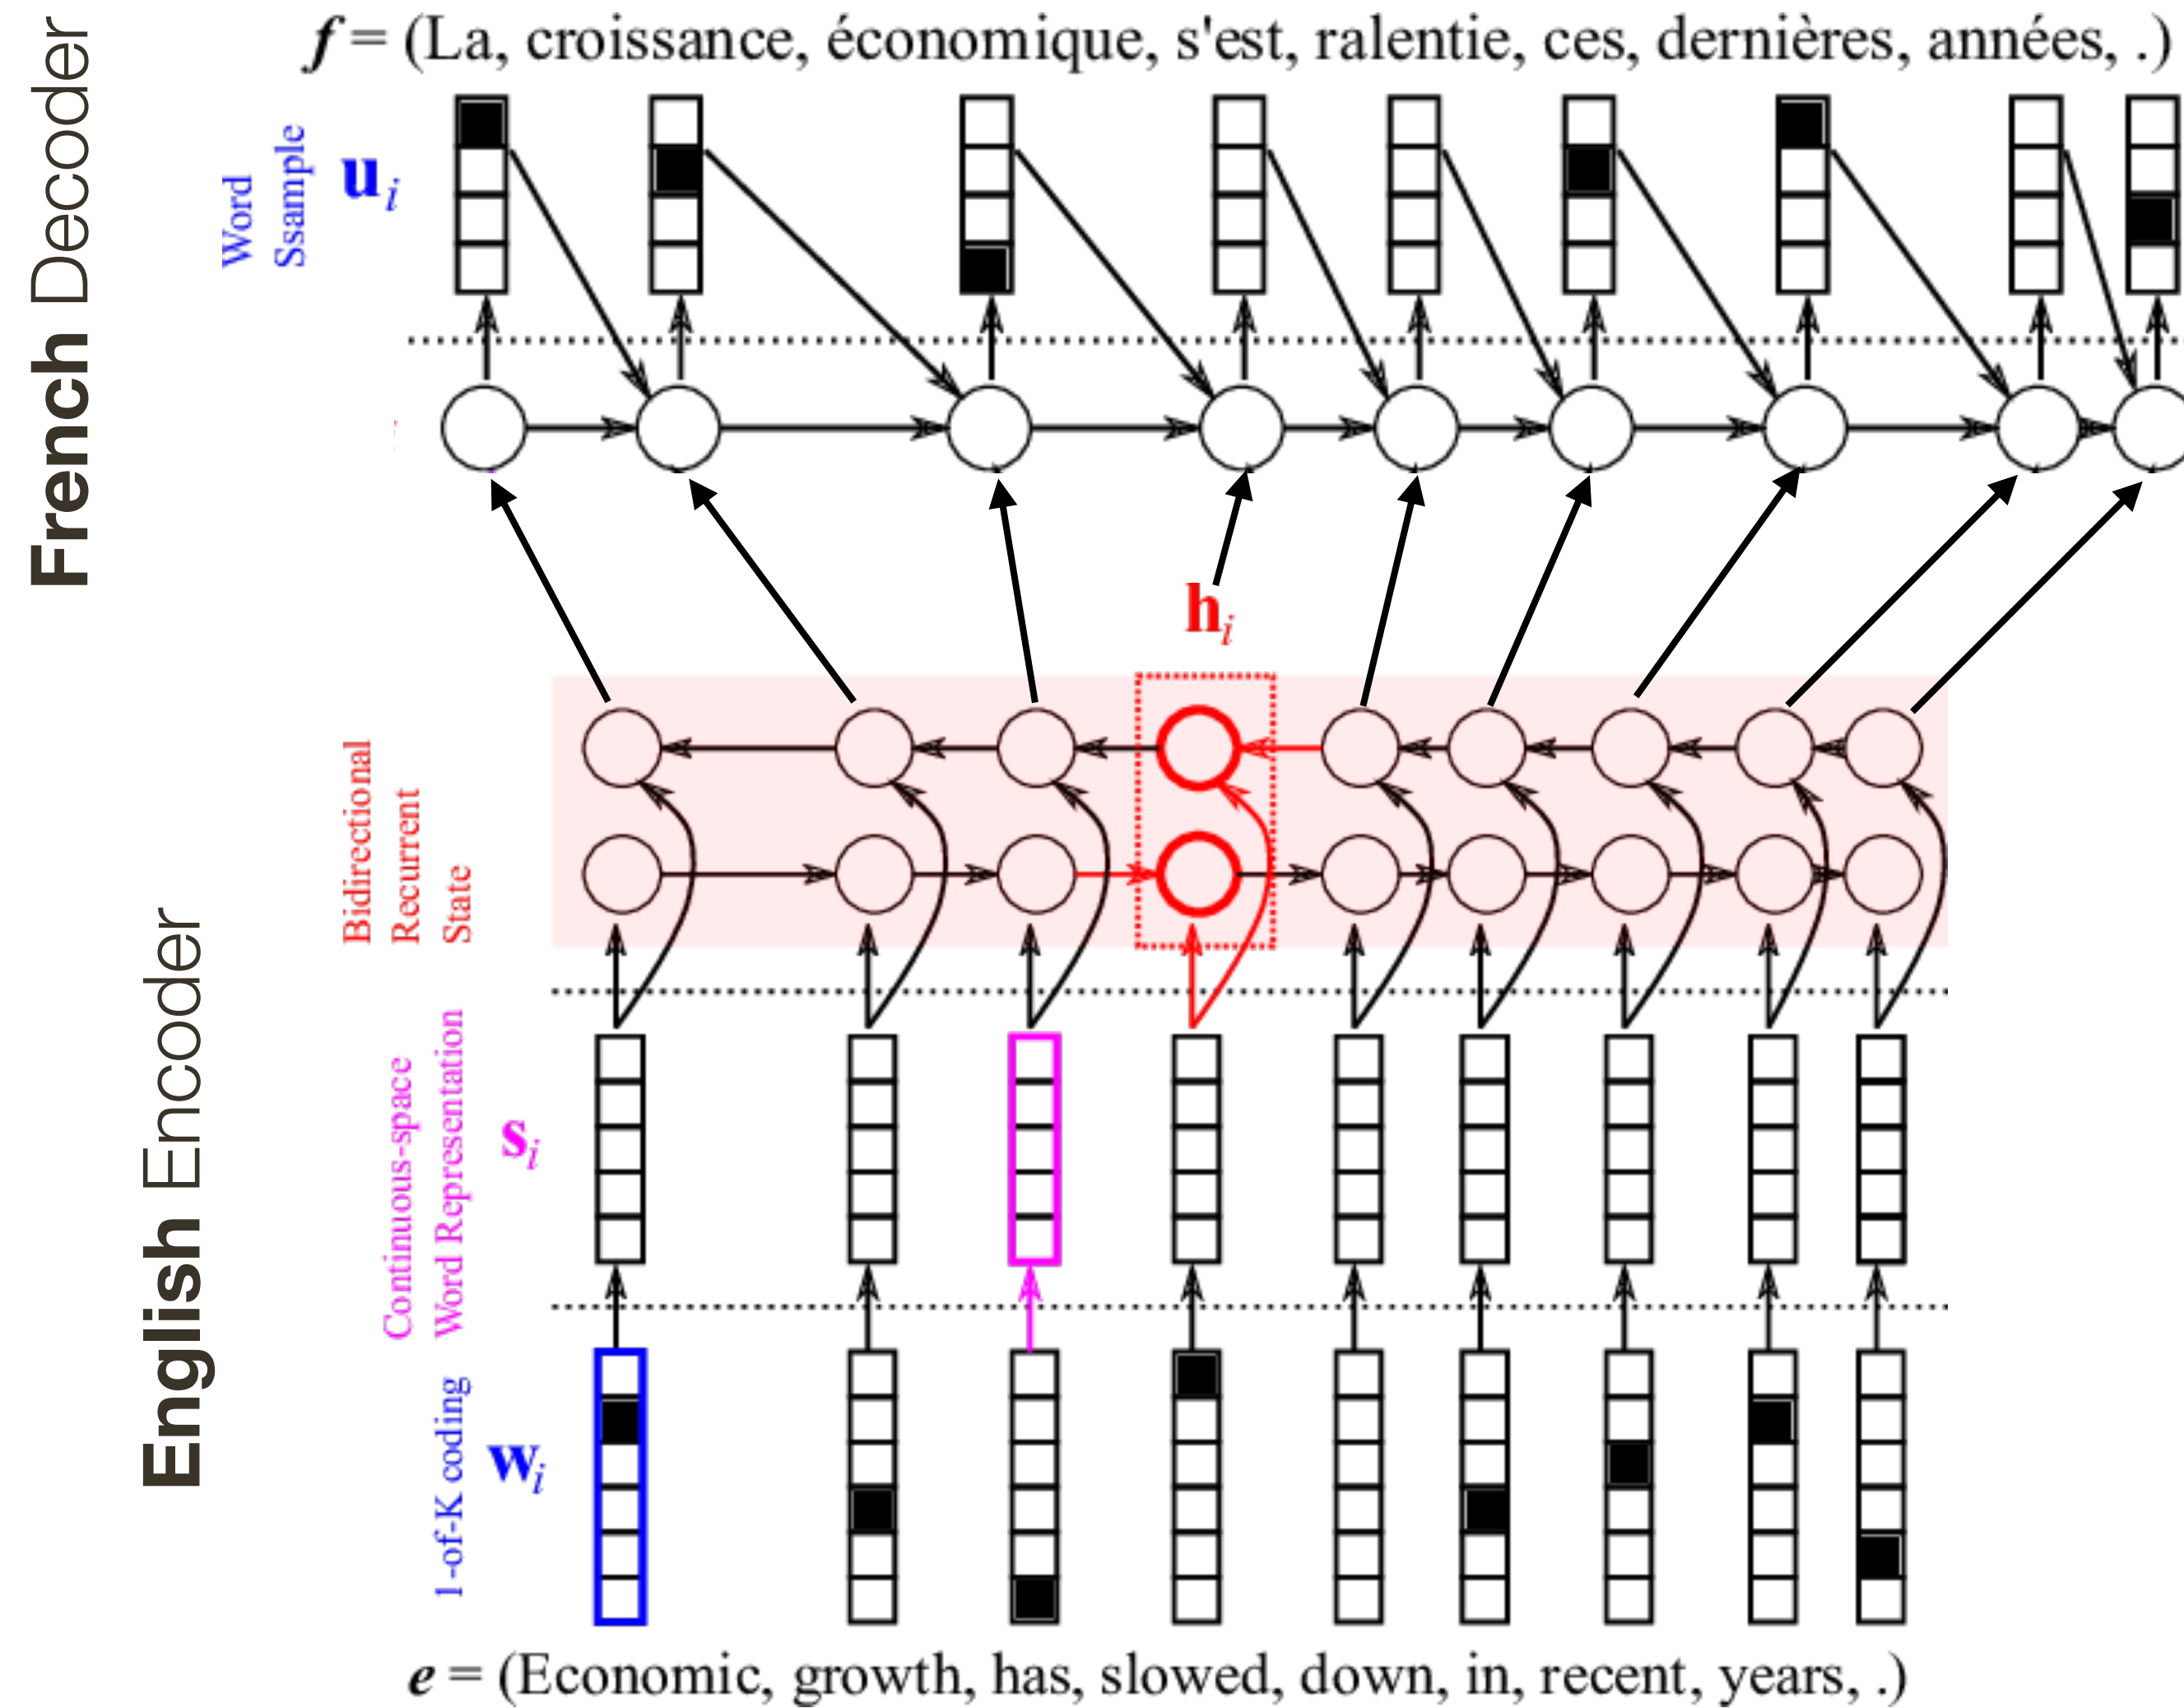 f = (La, croissance, économique, s'est, ralentie, ces, dernières, années, .)
French Decoder
Word
Ssample
u_i
h_i
Bidirectional
Recurrent
State
English Encoder
Continuous-space
Word Representation
s_i
1-of-K coding
w_i
e = (Economic, growth, has, slowed, down, in, recent, years, .)